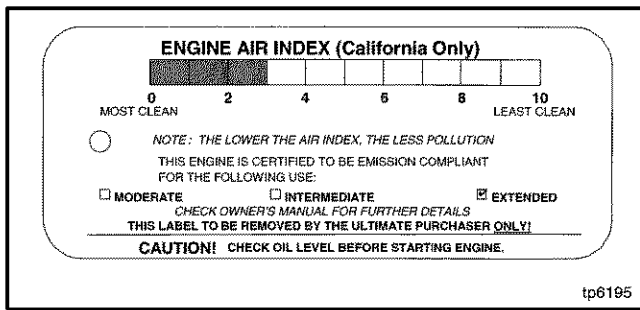 ENGINE AIR INDEX (California Only)
0 2 4 6 8 10
MOST CLEAN LEAST CLEAN
NOTE: THE LOWER THE AIR INDEX, THE LESS POLLUTION
THIS ENGINE IS CERTIFIED TO BE EMISSION COMPLIANT
FOR THE FOLLOWING USE:
MODERATE INTERMEDIATE EXTENDED
CHECK OWNER'S MANUAL FOR FURTHER DETAILS
THIS LABEL TO BE REMOVED BY THE ULTIMATE PURCHASER ONLY!
CAUTION! CHECK OIL LEVEL BEFORE STARTING ENGINE.
tp6195